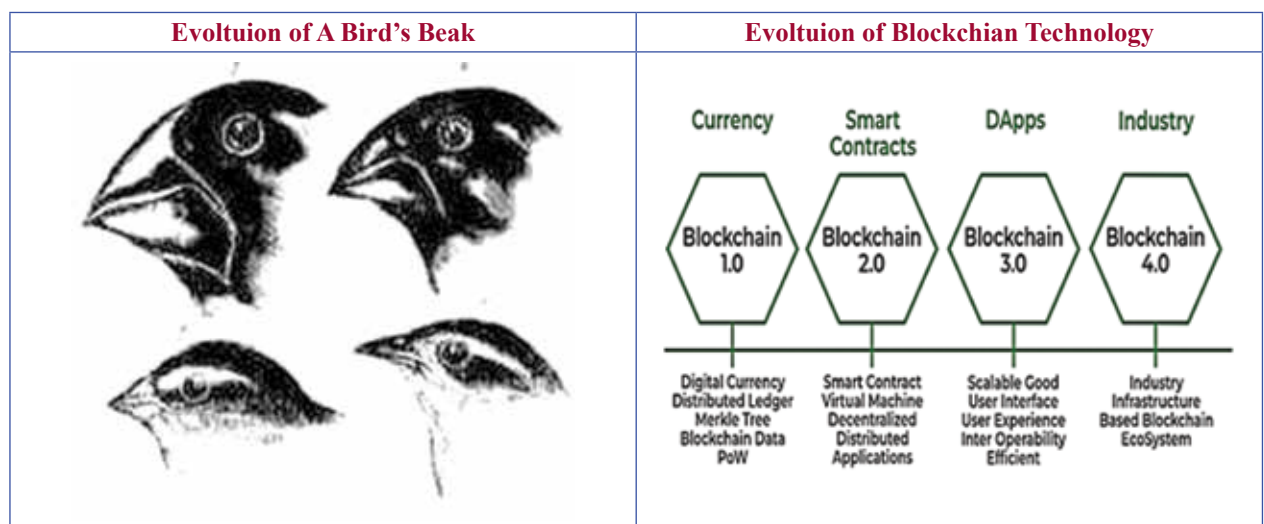 Evoltuion of A Bird's Beak
Evoltuion of Blockchian Technology
Currency
Smart
Contracts
DApps
Industry
Blockchain
1.0
Blockchain
2.0
Blockchain
3.0
Blockchain
4.0
Digital Currency
Distributed Ledger
Merkle Tree
Blockchain Data
PoW
Smart Contract
Virtual Machine
Decentralized
Distributed
Applications
Scalable Good
User Interface
User Experience
Inter Operability
Efficient
Industry
Infrastructure
Based Blockchain
EcoSystem